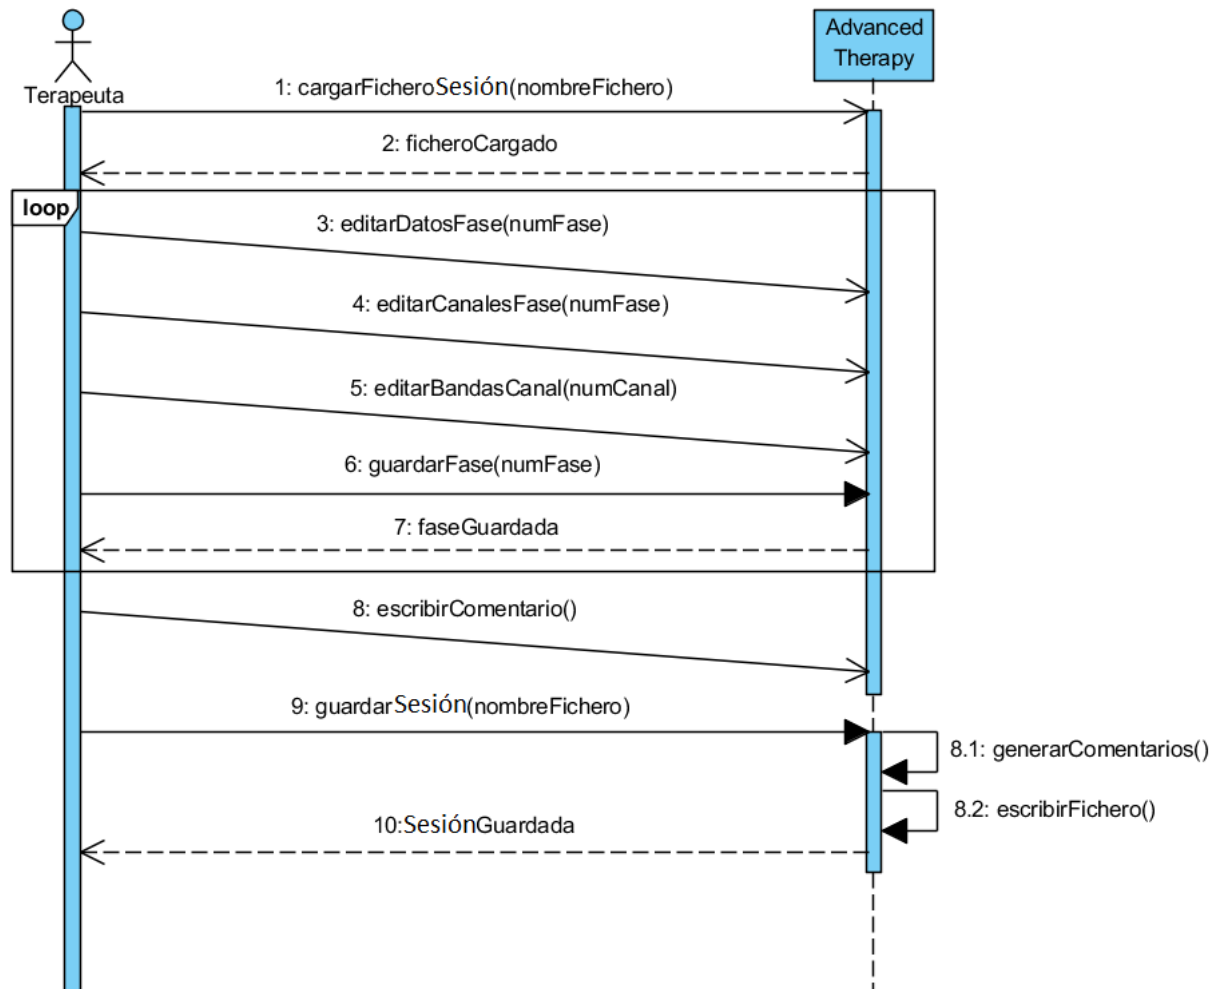 Advanced
Therapy
Terapeuta
1: cargarFicheroSesión(nombreFichero)
2: ficheroCargado
loop
3: editarDatosFase(numFase)
4: editarCanalesFase(numFase)
5: editarBandasCanal(numCanal)
6: guardarFase(numFase)
7: faseGuardada
8: escribirComentario()
9: guardarSesión(nombreFichero)
8.1: generarComentarios()
8.2: escribirFichero()
10:SesiónGuardada